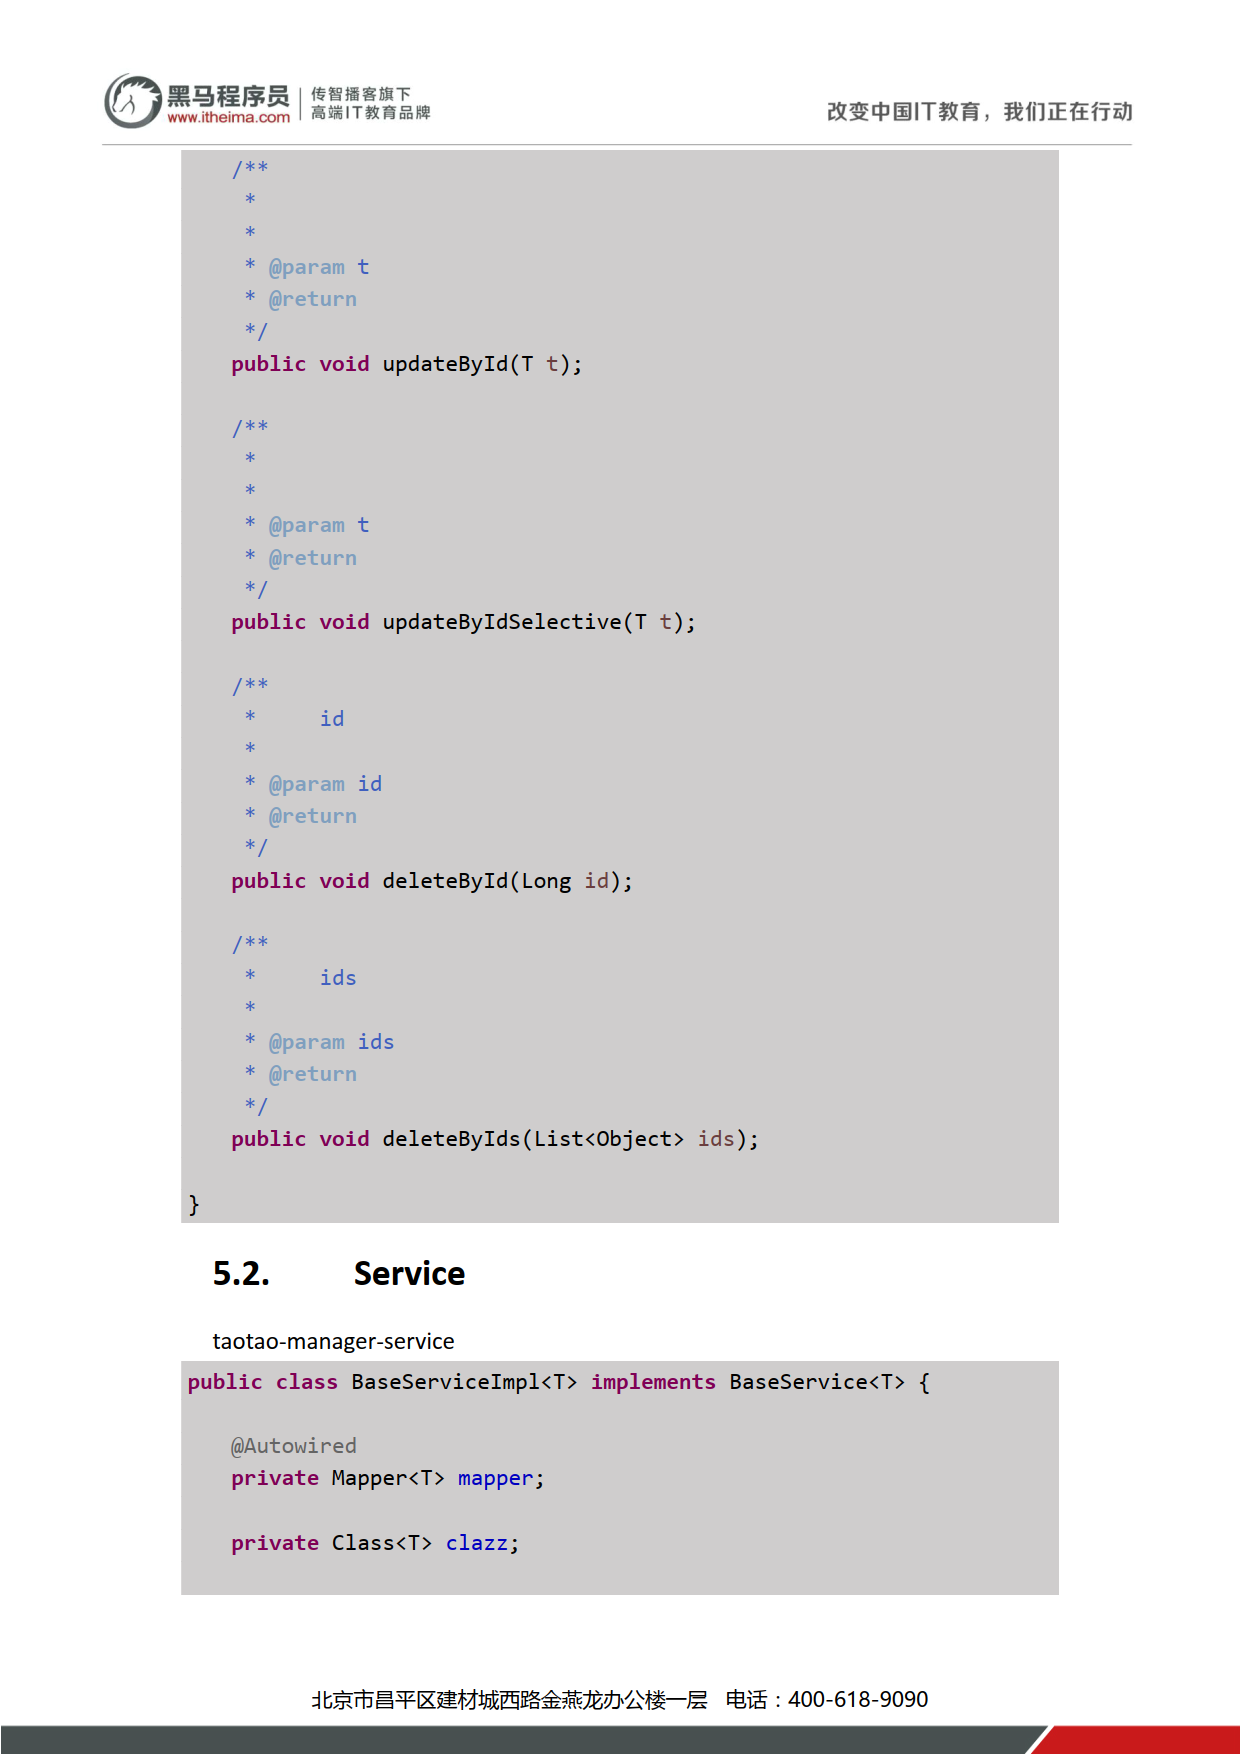 黑马程序员
www.itheima.com
传智播客旗下
高端IT教育品牌
改变中国IT教育，我们正在行动
/**
 *
 *
 * @param t
 * @return
 */
public void updateById(T t);
/**
 *
 *
 * @param t
 * @return
 */
public void updateByIdSelective(T t);
/**
 *     id
 *
 * @param id
 * @return
 */
public void deleteById(Long id);
/**
 *     ids
 *
 * @param ids
 * @return
 */
public void deleteByIds(List<Object> ids);
}
5.2. Service
taotao-manager-service
public class BaseServiceImpl<T> implements BaseService<T> {
@Autowired
private Mapper<T> mapper;
private Class<T> clazz;
北京市昌平区建材城西路金燕龙办公楼一层 电话：400-618-9090